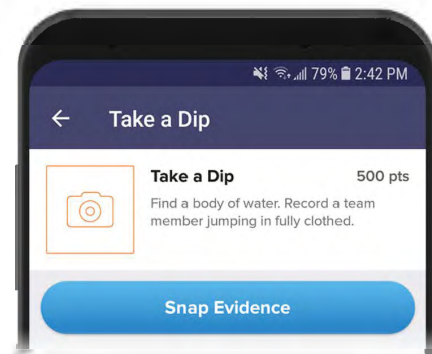 79% 2:42 PM
Take a Dip
Take a Dip 500 pts
Find a body of water. Record a team
member jumping in fully clothed.
Snap Evidence